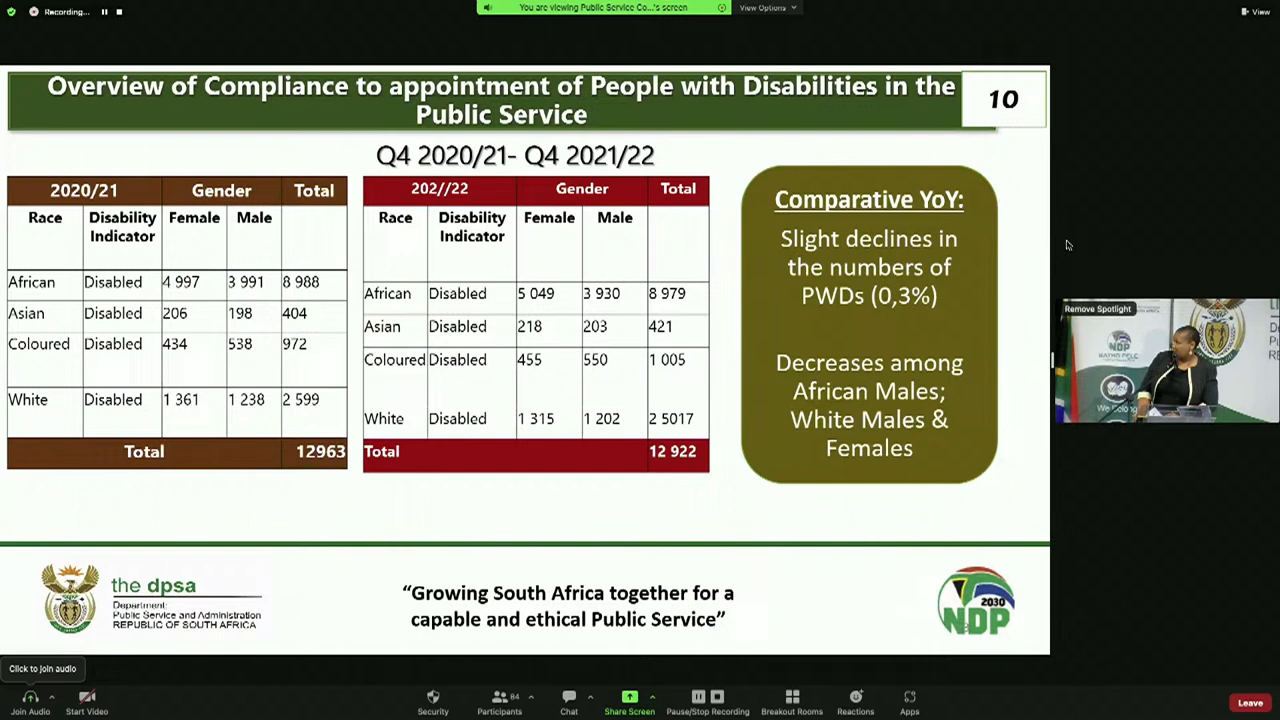 Recording...
You are viewing Public Service Co...'s screen
View Options
View
Overview of Compliance to appointment of People with Disabilities in the
Public Service
10
Q4 2020/21- Q4 2021/22
2020/21 Gender Total
Race Disability Indicator Female Male
African Disabled 4 997 3 991 8 988
Asian Disabled 206 198 404
Coloured Disabled 434 538 972
White Disabled 1 361 1 238 2 599
Total 12963
202//22 Gender Total
Race Disability Indicator Female Male
African Disabled 5 049 3 930 8 979
Asian Disabled 218 203 421
Coloured Disabled 455 550 1 005
White Disabled 1 315 1 202 2 5017
Total 12 922
Comparative YoY:
Slight declines in
the numbers of
PWDs (0,3%)
Decreases among
African Males;
White Males &
Females
Remove Spotlight
NDP
We Belong
the dpsa
Department:
Public Service and Administration
REPUBLIC OF SOUTH AFRICA
“Growing South Africa together for a
capable and ethical Public Service”
2030
NDP
Click to join audio
Join Audio
Start Video
Security
84
Participants
Chat
Share Screen
Pause/Stop Recording
Breakout Rooms
Reactions
Apps
Leave